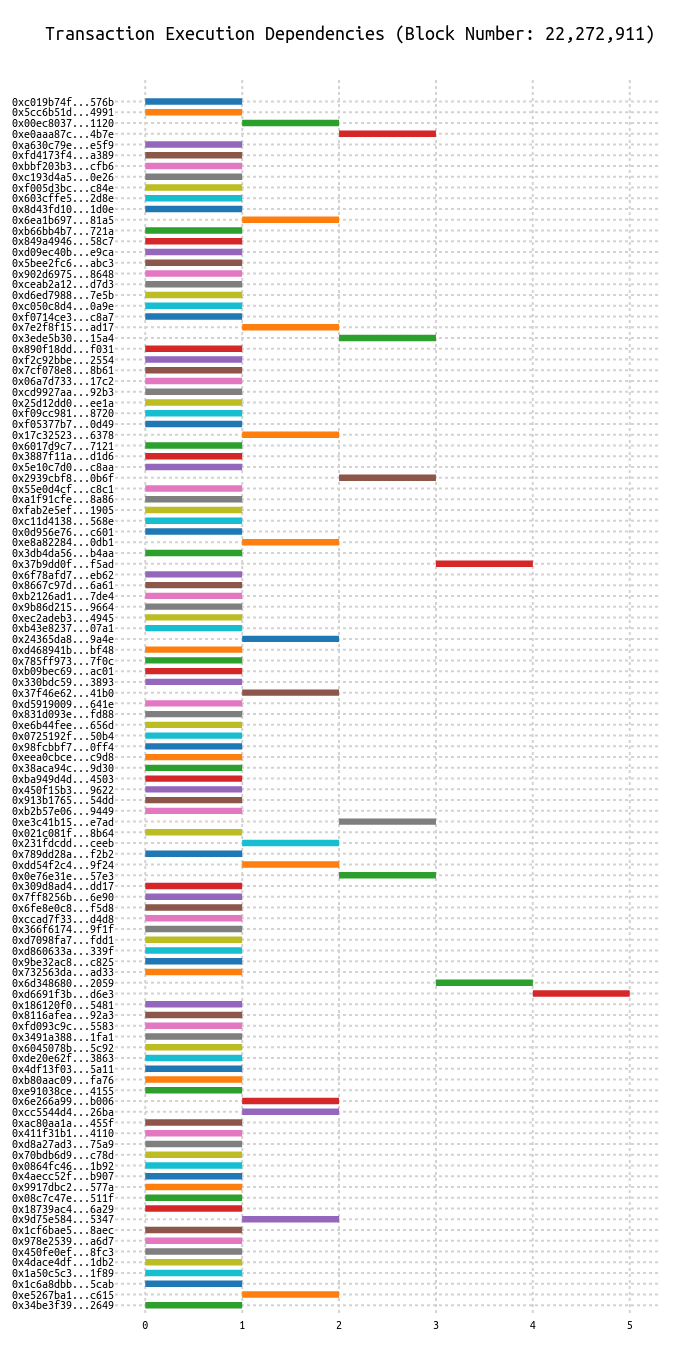 Transaction Execution Dependencies (Block Number: 22,272,911)
0xc019b74f...576b
0x5cc6b51d...4991
0x00ec8037...1120
0xe0aaa87c...4b7e
0xa630c79e...e5f9
0xfd4173f4...a389
0xbbf203b3...cfb6
0xc193d4a5...0e26
0xf005d3bc...c84e
0x603cffe5...2d8e
0x8d43fd10...1d0e
0x6ea1b697...81a5
0xb66bb4b7...721a
0x849a4946...58c7
0xd09ec40b...e9ca
0x5bee2fc6...abc3
0x902d6975...8648
0xceab2a12...d7d3
0xd6ed7988...7e5b
0xc050c8d4...0a9e
0xf0714ce3...c8a7
0x7e2f8f15...ad17
0x3ede5b30...15a4
0x890f18dd...f031
0xf2c92bbe...2554
0x7cf078e8...8b61
0x06a7d733...17c2
0xcd9927aa...92b3
0x25d12dd0...ee1a
0xf09cc981...8720
0xf05377b7...0d49
0x17c32523...6378
0x6017d9c7...7121
0x3887f11a...d1d6
0x5e10c7d0...c8aa
0x2939cbf8...0b6f
0x55e0d4cf...c8c1
0xa1f91cfe...8a86
0xfab2e5ef...1905
0xc11d4138...568e
0x0d956e76...c601
0xe8a82284...0db1
0x3db4da56...b4aa
0x37b9dd0f...f5ad
0x6f78afd7...eb62
0x8667c97d...6a61
0xb2126ad1...7de4
0x9b86d215...9664
0xec2adeb3...4945
0xb43e8237...07a1
0x24365da8...9a4e
0xd468941b...bf48
0x785ff973...7f0c
0xb09bec69...ac01
0x330bdc59...3893
0x37f46e62...41b0
0xd5919009...641e
0x831d093e...fd88
0xe6b44fee...656d
0x0725192f...50b4
0x98fcbbf7...0ff4
0xeea0cbce...c9d8
0x38aca94c...9d30
0xba949d4d...4503
0x450f15b3...9622
0x913b1765...54dd
0xb2b57e06...9449
0xe3c41b15...e7ad
0x021c081f...8b64
0x231fdcdd...ceeb
0x789dd28a...f2b2
0xdd54f2c4...9f24
0x0e76e31e...57e3
0x309d8ad4...dd17
0x7ff8256b...6e90
0x6fe8e0c8...f5d8
0xccad7f33...d4d8
0x366f6174...9f1f
0xd7098fa7...fdd1
0xd860633a...339f
0x9be32ac8...c825
0x732563da...ad33
0x6d348680...2059
0xd6691f3b...d6e3
0x186120f0...5481
0x8116afea...92a3
0xfd093c9c...5583
0x3491a388...1fa1
0x6045078b...5c92
0xde20e62f...3863
0x4df13f03...5a11
0xb80aac09...fa76
0xe91038ce...4155
0x6e266a99...b006
0xcc5544d4...26ba
0xac80aa1a...455f
0x411f31b1...4110
0xd8a27ad3...75a9
0x70bdb6d9...c78d
0x0864fc46...1b92
0x4aecc52f...b907
0x9917dbc2...577a
0x08c7c47e...511f
0x18739ac4...6a29
0x9d75e584...5347
0x1cf6bae5...8aec
0x978e2539...a6d7
0x450fe0ef...8fc3
0x4dace4df...1db2
0x1a50c5c3...1f89
0x1c6a8dbb...5cab
0xe5267ba1...c615
0x34be3f39...2649
0 1 2 3 4 5